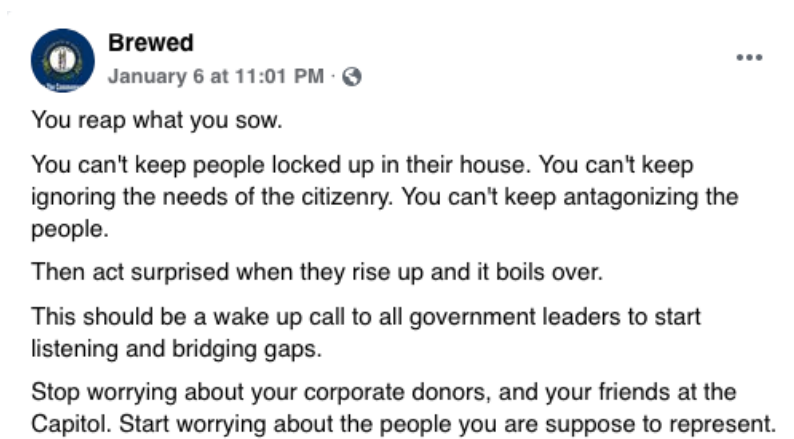 Brewed
January 6 at 11:01 PM ·
You reap what you sow.
You can't keep people locked up in their house. You can't keep
ignoring the needs of the citizenry. You can't keep antagonizing the
people.
Then act surprised when they rise up and it boils over.
This should be a wake up call to all government leaders to start
listening and bridging gaps.
Stop worrying about your corporate donors, and your friends at the
Capitol. Start worrying about the people you are suppose to represent.